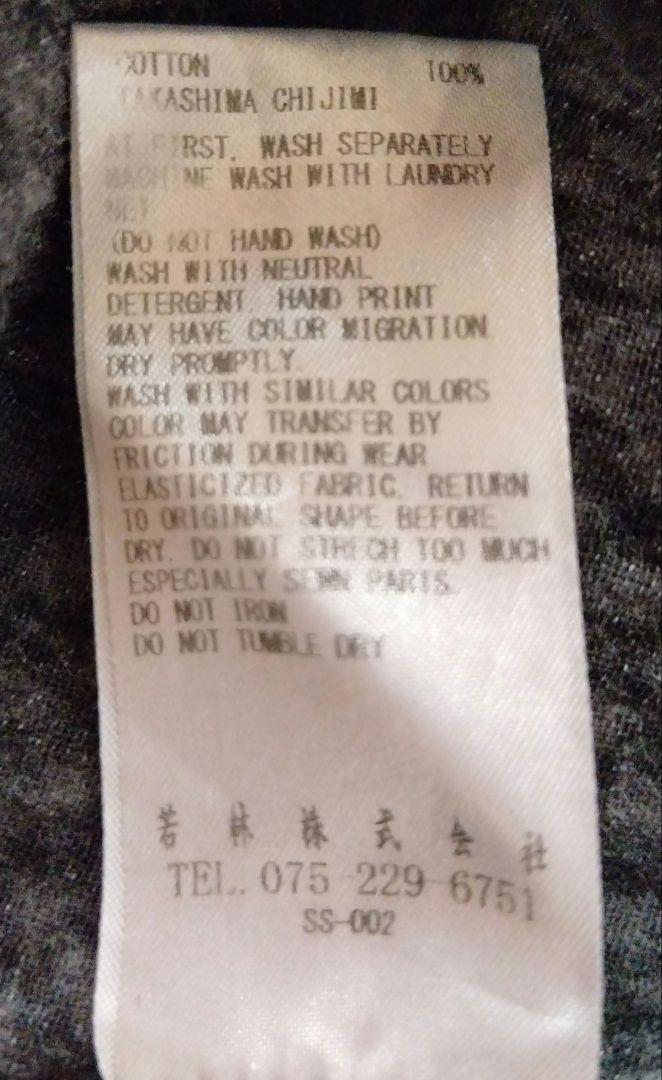 COTTON 100%
TAKASHIMA CHIJIMI
AT FIRST, WASH SEPARATELY
MACHINE WASH WITH LAUNDRY
NET
(DO NOT HAND WASH)
WASH WITH NEUTRAL
DETERGENT. HAND PRINT
MAY HAVE COLOR MIGRATION.
DRY PROMPTLY.
WASH WITH SIMILAR COLORS
COLOR MAY TRANSFER BY
FRICTION DURING WEAR
ELASTICIZED FABRIC. RETURN
TO ORIGINAL SHAPE BEFORE
DRY. DO NOT STRECH TOO MUCH
ESPECIALLY SEWN PARTS.
DO NOT IRON
DO NOT TUMBLE DRY
若林株式会社
TEL. 075-229-6751
SS-002